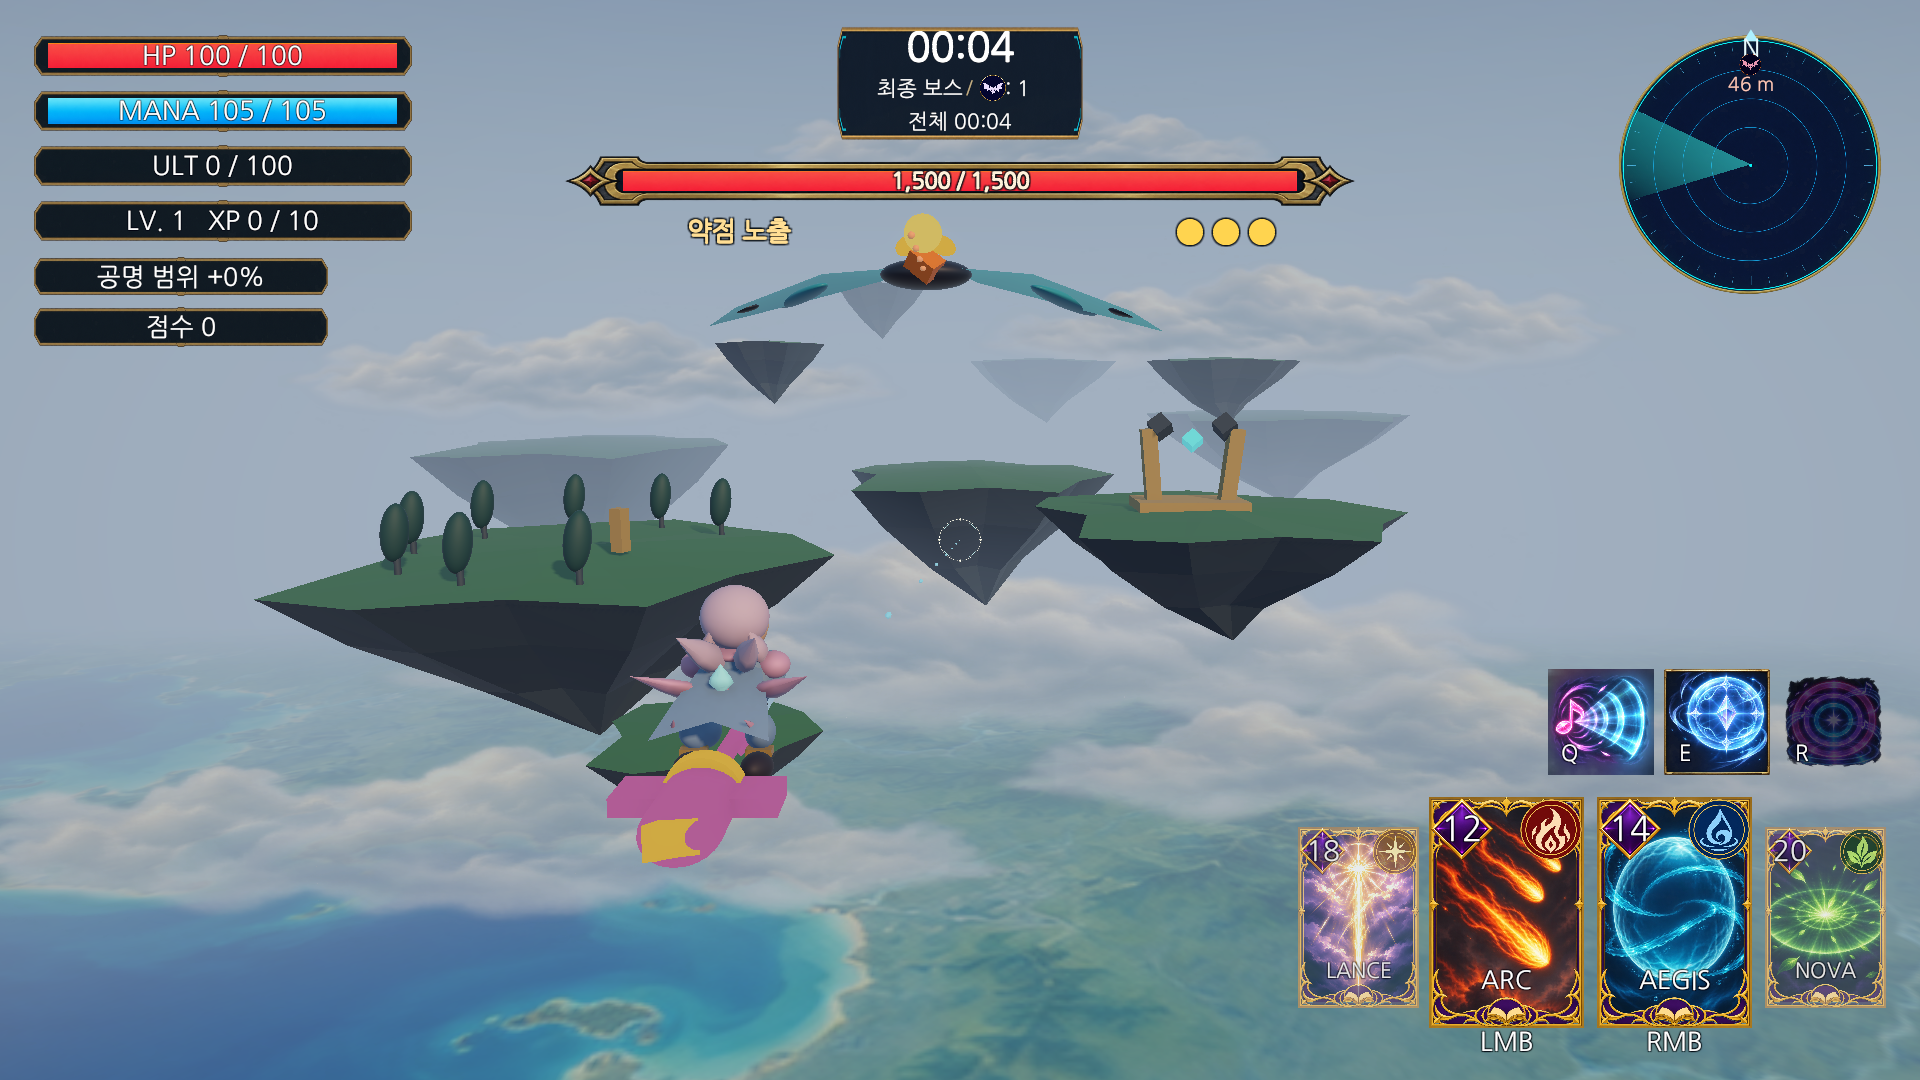 HP 100 / 100
MANA 105 / 105
ULT 0 / 100
LV. 1 XP 0 / 10
공명 범위 +0%
점수 0
00:04
최종 보스 / : 1
전체 00:04
1,500 / 1,500
약점 노출
N
46 m
Q
E
R
18
LANCE
12
ARC
LMB
14
AEGIS
RMB
20
NOVA